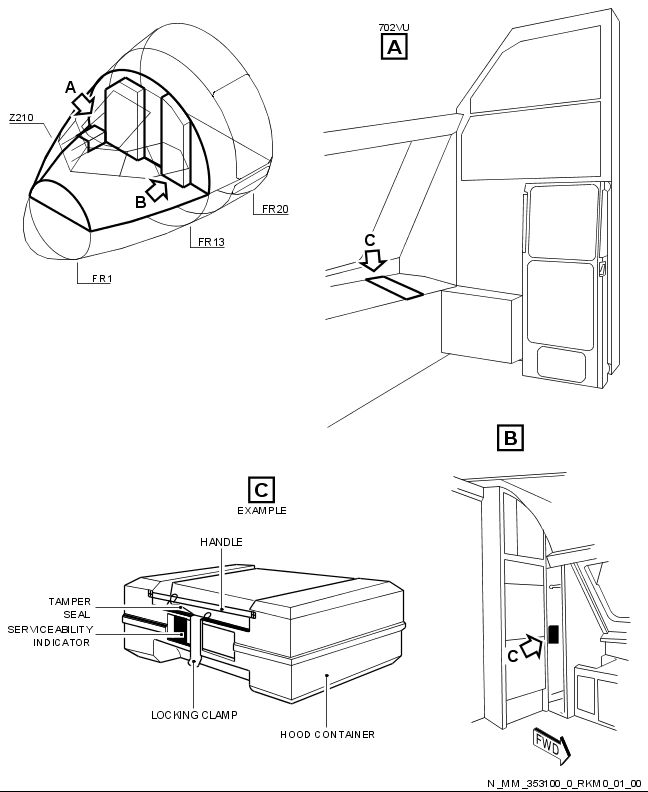 702VU
A
A
Z210
B
FR20
FR13
FR1
C
B
C
EXAMPLE
HANDLE
TAMPER
SEAL
SERVICEABILITY
INDICATOR
LOCKING CLAMP
HOOD CONTAINER
C
FWD
N_MM_353100_0_RKM0_01_00